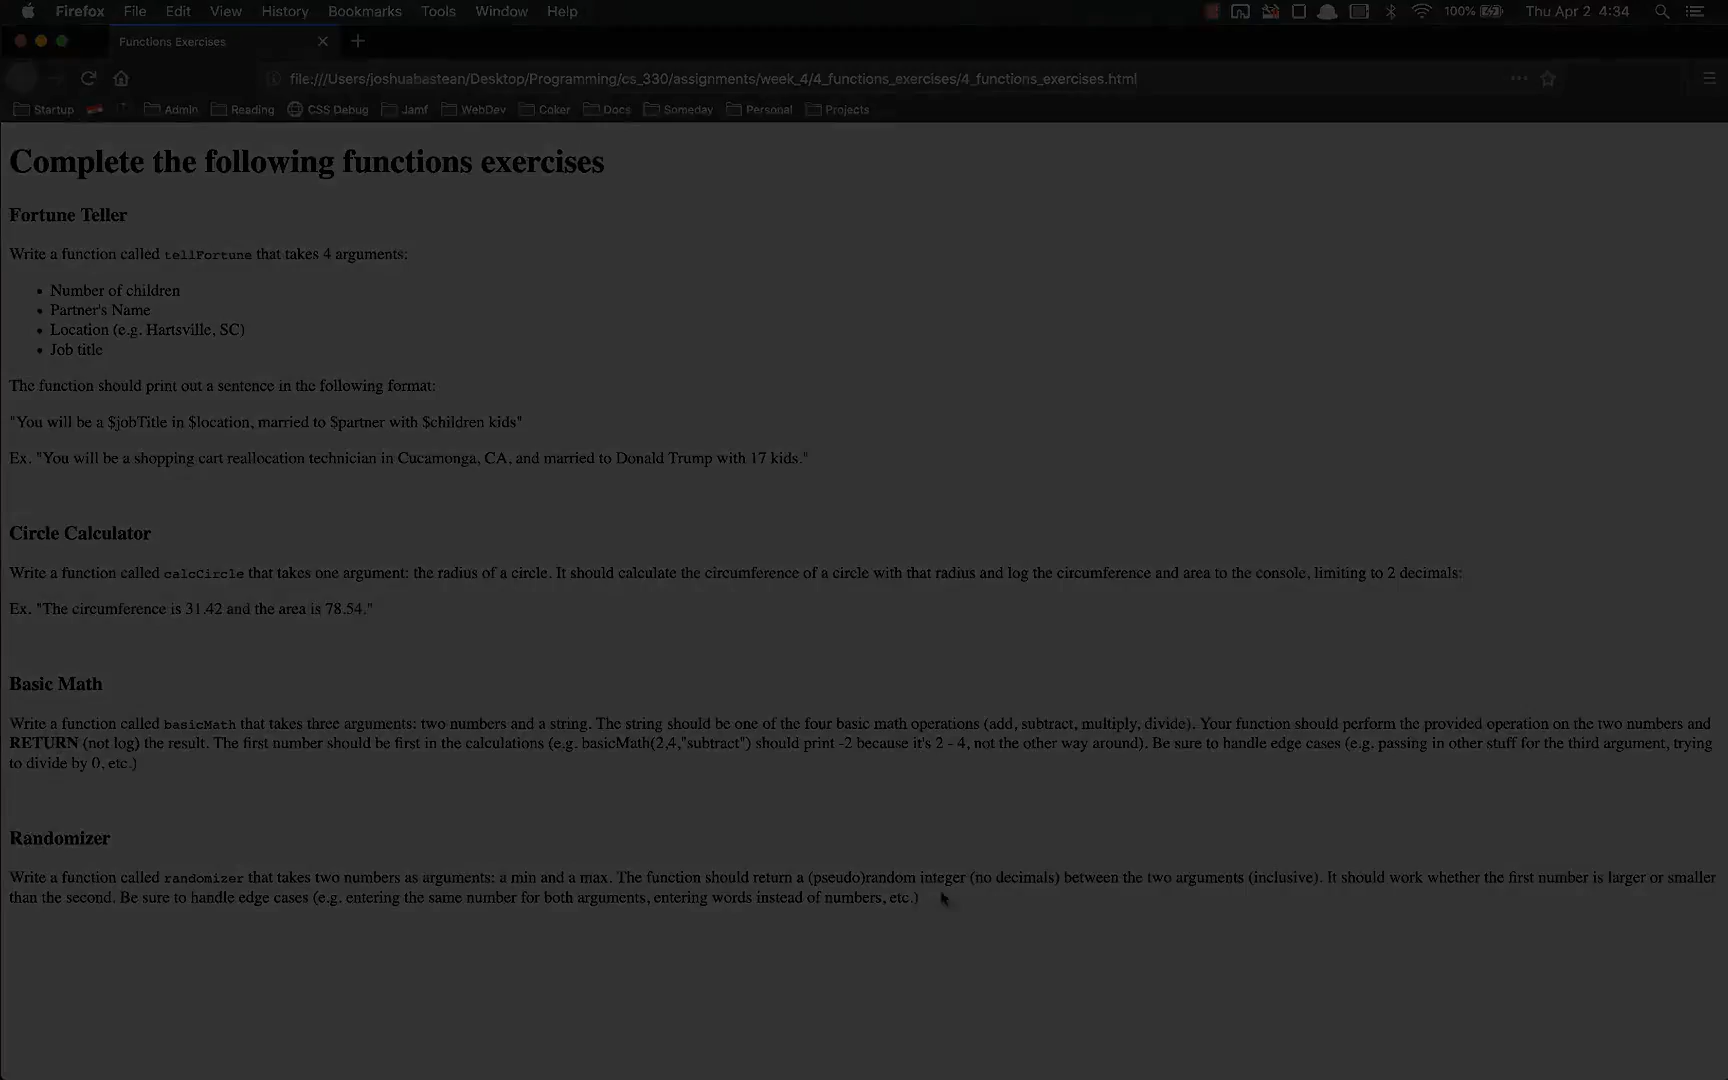 Firefox File Edit View History Bookmarks Tools Window Help 100% Thu Apr 2 4:34
Functions Exercises
file:///Users/joshuabastean/Desktop/Programming/cs_330/assignments/week_4/4_functions_exercises/4_functions_exercises.html
Startup Admin Reading CSS Debug Jamf WebDev Coker Docs Someday Personal Projects
Complete the following functions exercises
Fortune Teller
Write a function called tellFortune that takes 4 arguments:
• Number of children
• Partner's Name
• Location (e.g. Hartsville, SC)
• Job title
The function should print out a sentence in the following format:
"You will be a $jobTitle in $location, married to $partner with $children kids"
Ex. "You will be a shopping cart reallocation technician in Cucamonga, CA, and married to Donald Trump with 17 kids."
Circle Calculator
Write a function called calcCircle that takes one argument: the radius of a circle. It should calculate the circumference of a circle with that radius and log the circumference and area to the console, limiting to 2 decimals:
Ex. "The circumference is 31.42 and the area is 78.54."
Basic Math
Write a function called basicMath that takes three arguments: two numbers and a string. The string should be one of the four basic math operations (add, subtract, multiply, divide). Your function should perform the provided operation on the two numbers and
RETURN (not log) the result. The first number should be first in the calculations (e.g. basicMath(2,4,"subtract") should print -2 because it's 2 - 4, not the other way around). Be sure to handle edge cases (e.g. passing in other stuff for the third argument, trying
to divide by 0, etc.)
Randomizer
Write a function called randomizer that takes two numbers as arguments: a min and a max. The function should return a (pseudo)random integer (no decimals) between the two arguments (inclusive). It should work whether the first number is larger or smaller
than the second. Be sure to handle edge cases (e.g. entering the same number for both arguments, entering words instead of numbers, etc.)